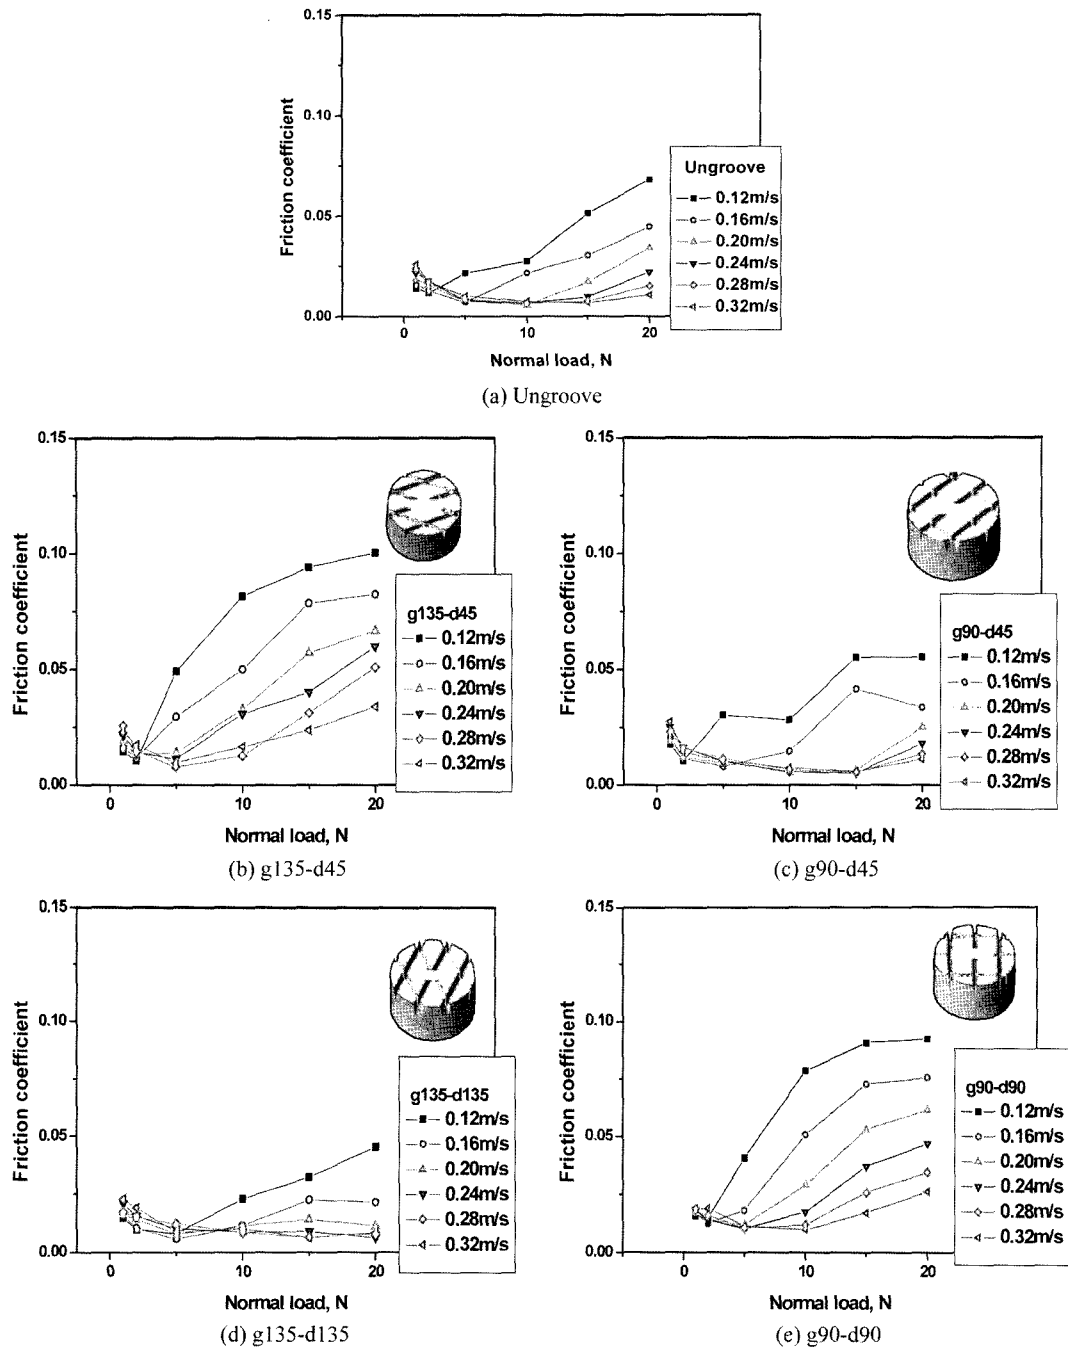 0.15
0.10
0.05
0.00
Friction coefficient
0
10
20
Normal load, N
Ungroove
0.12m/s
0.16m/s
0.20m/s
0.24m/s
0.28m/s
0.32m/s
(a) Ungroove
0.15
0.10
0.05
0.00
Friction coefficient
0
10
20
Normal load, N
g135-d45
0.12m/s
0.16m/s
0.20m/s
0.24m/s
0.28m/s
0.32m/s
(b) g135-d45
0.15
0.10
0.05
0.00
Friction coefficient
0
10
20
Normal load, N
g90-d45
0.12m/s
0.16m/s
0.20m/s
0.24m/s
0.28m/s
0.32m/s
(c) g90-d45
0.15
0.10
0.05
0.00
Friction coefficient
0
10
20
Normal load, N
g135-d135
0.12m/s
0.16m/s
0.20m/s
0.24m/s
0.28m/s
0.32m/s
(d) g135-d135
0.15
0.10
0.05
0.00
Friction coefficient
0
10
20
Normal load, N
g90-d90
0.12m/s
0.16m/s
0.20m/s
0.24m/s
0.28m/s
0.32m/s
(e) g90-d90